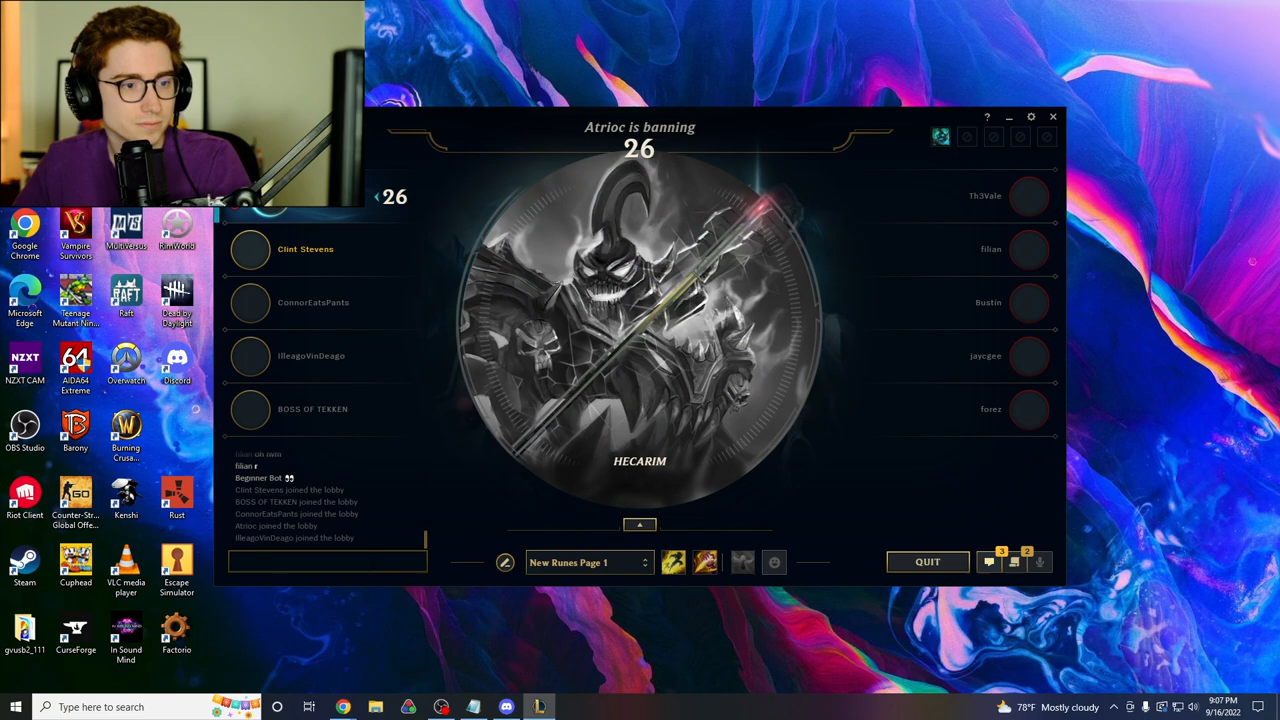 Atrioc is banning
26
26
Clint Stevens
ConnorEatsPants
IlleagoVinDeago
BOSS OF TEKKEN
Th3Vale
filian
Bustin
jaycgee
forez
HECARIM
filian r
Beginner Bot
Clint Stevens joined the lobby
BOSS OF TEKKEN joined the lobby
ConnorEatsPants joined the lobby
Atrioc joined the lobby
IlleagoVinDeago joined the lobby
New Runes Page 1
QUIT
3
2
?
Google Chrome
Vampire Survivors
MultiVersus
RimWorld
Microsoft Edge
Teenage Mutant Nin...
Raft
Dead by Daylight
NZXT CAM
AIDA64 Extreme
Overwatch
Discord
OBS Studio
Barony
Burning Crusa...
Escape Simulator
Riot Client
Counter-Str... Global Offe...
Kenshi
Rust
Steam
Cuphead
VLC media player
gvusb2_111
CurseForge
In Sound Mind
Factorio
Type here to search
78°F Mostly cloudy
9:07 PM
9/16/2022